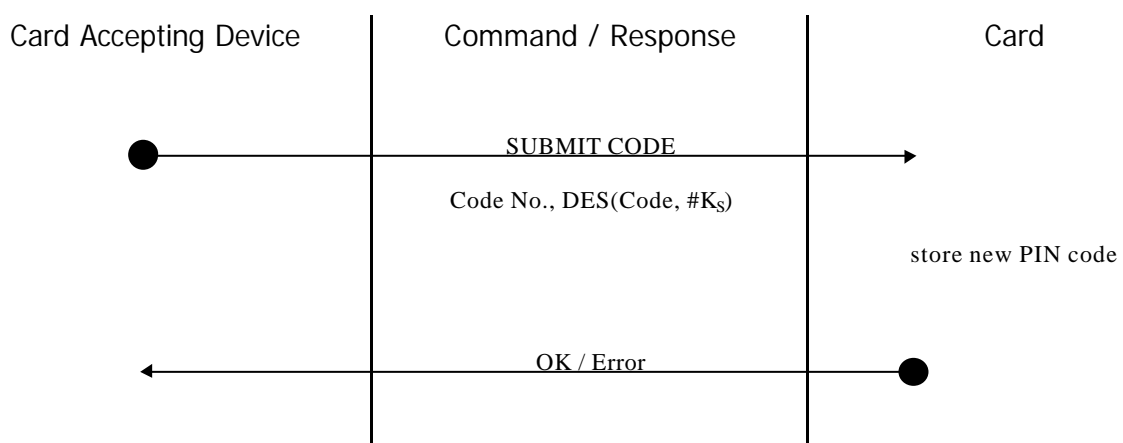 Card Accepting Device Command / Response Card
SUBMIT CODE
Code No., DES(Code, #Kₛ)
store new PIN code
OK / Error